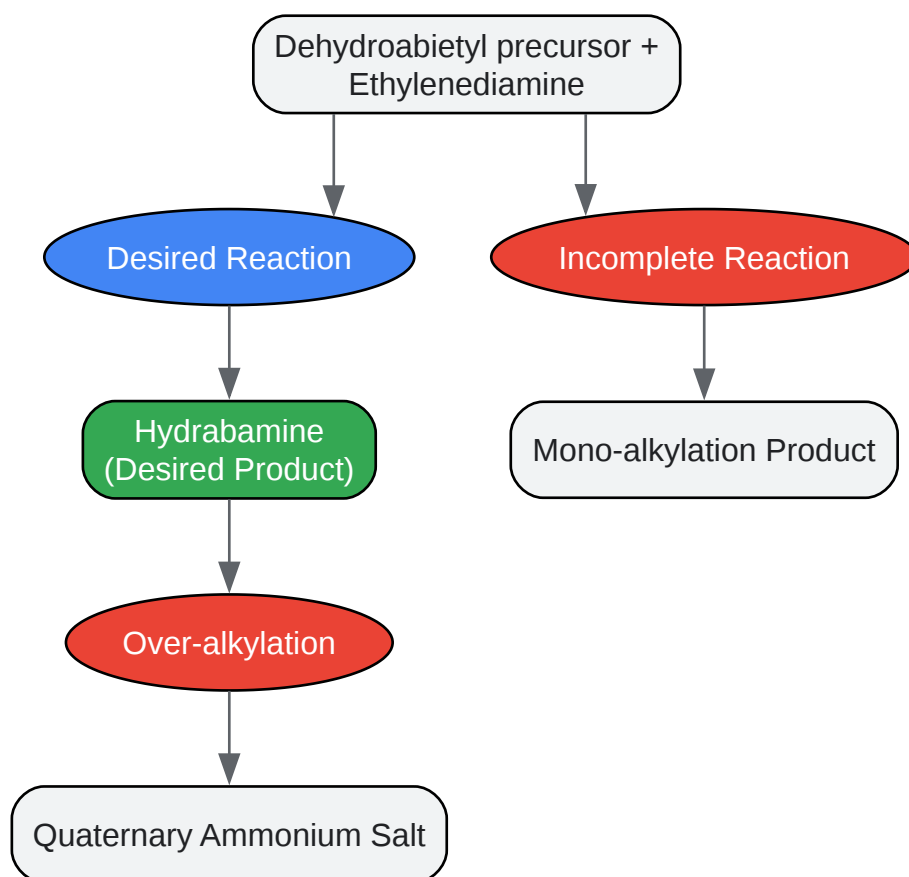 Dehydroabietyl precursor +
Ethylenediamine
Desired Reaction
Incomplete Reaction
Hydrabamine
(Desired Product)
Mono-alkylation Product
Over-alkylation
Quaternary Ammonium Salt